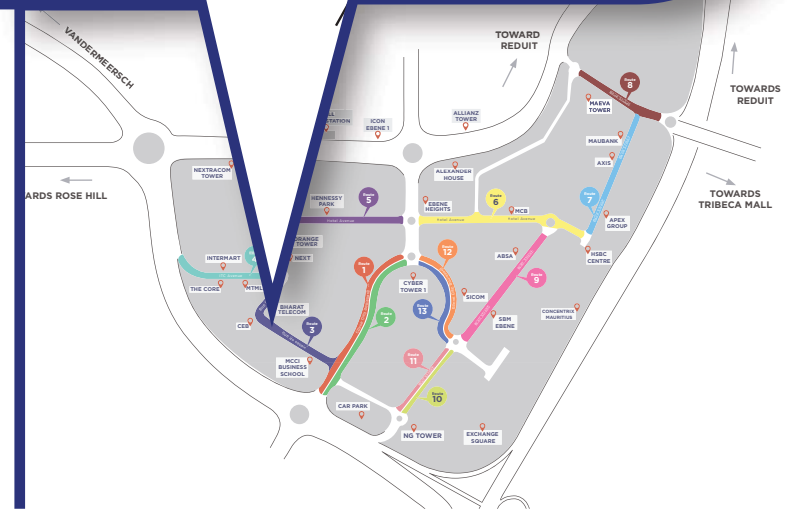 VANDERMEERSCH
TOWARD
REDUIT
TOWARDS
REDUIT
Route
8
MAEVA
TOWER
ICON
EBENE 1
ALLIANZ
TOWER
MAUBANK
AXIS
NEXTRACOM
TOWER
ALEXANDER
HOUSE
ARDS ROSE HILL
TOWARDS
TRIBECA MALL
HENNESSY
PARK
Route
5
EBENE
HEIGHTS
Route
6
MCB
Route
7
APEX
GROUP
ORANGE
TOWER
NEXT
INTERMART
THE CORE
MTML
Route
1
Route
12
ABSA
HSBC
CENTRE
Route
9
CYBER
TOWER 1
SICOM
Route
13
Route
2
BHARAT
TELECOM
CEB
Route
3
SBM
EBENE
CONCENTRIX
MAURITIUS
MCCI
BUSINESS
SCHOOL
Route
11
Route
10
CAR PARK
NG TOWER
EXCHANGE
SQUARE